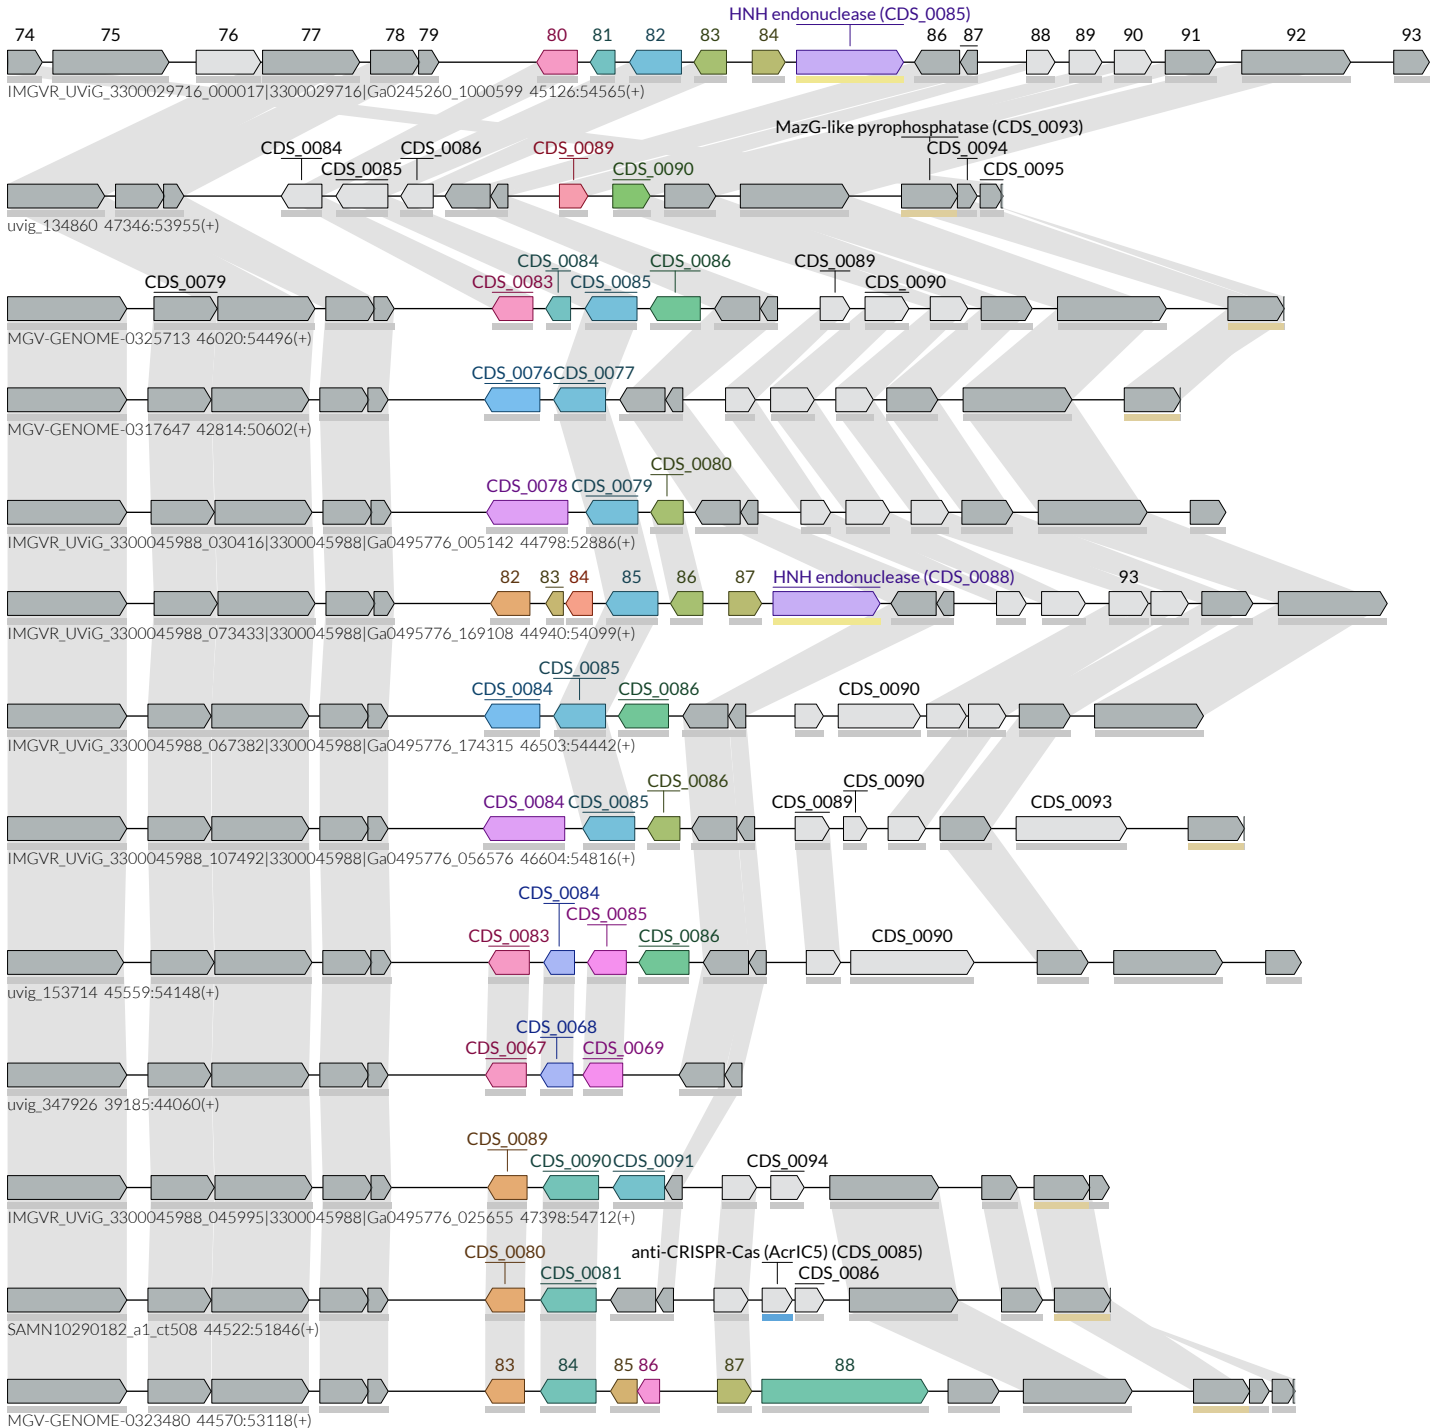 HNH endonuclease (CDS_0085)
74 75 76 77 78 79 80 81 82 83 84 86 87 88 89 90 91 92 93
IMGVR_UViG_3300029716_000017|3300029716|Ga0245260_1000599 45126:54565(+)
MazG-like pyrophosphatase (CDS_0093)
CDS_0084 CDS_0086 CDS_0089 CDS_0094
CDS_0085 CDS_0090 CDS_0095
uvig_134860 47346:53955(+)
CDS_0084 CDS_0086 CDS_0089
CDS_0079 CDS_0083 CDS_0085 CDS_0090
MGV-GENOME-0325713 46020:54496(+)
CDS_0076 CDS_0077
MGV-GENOME-0317647 42814:50602(+)
CDS_0080
CDS_0078 CDS_0079
IMGVR_UViG_3300045988_030416|3300045988|Ga0495776_005142 44798:52886(+)
82 83 84 85 86 87 HNH endonuclease (CDS_0088) 93
IMGVR_UViG_3300045988_073433|3300045988|Ga0495776_169108 44940:54099(+)
CDS_0085
CDS_0084 CDS_0086 CDS_0090
IMGVR_UViG_3300045988_067382|3300045988|Ga0495776_174315 46503:54442(+)
CDS_0086 CDS_0090
CDS_0084 CDS_0085 CDS_0089 CDS_0093
IMGVR_UViG_3300045988_107492|3300045988|Ga0495776_056576 46604:54816(+)
CDS_0084
CDS_0085
CDS_0083 CDS_0086 CDS_0090
uvig_153714 45559:54148(+)
CDS_0068
CDS_0067 CDS_0069
uvig_347926 39185:44060(+)
CDS_0089
CDS_0090 CDS_0091 CDS_0094
IMGVR_UViG_3300045988_045995|3300045988|Ga0495776_025655 47398:54712(+)
CDS_0080 anti-CRISPR-Cas (AcrIC5) (CDS_0085)
CDS_0081 CDS_0086
SAMN10290182_a1_ct508 44522:51846(+)
83 84 85 86 87 88
MGV-GENOME-0323480 44570:53118(+)